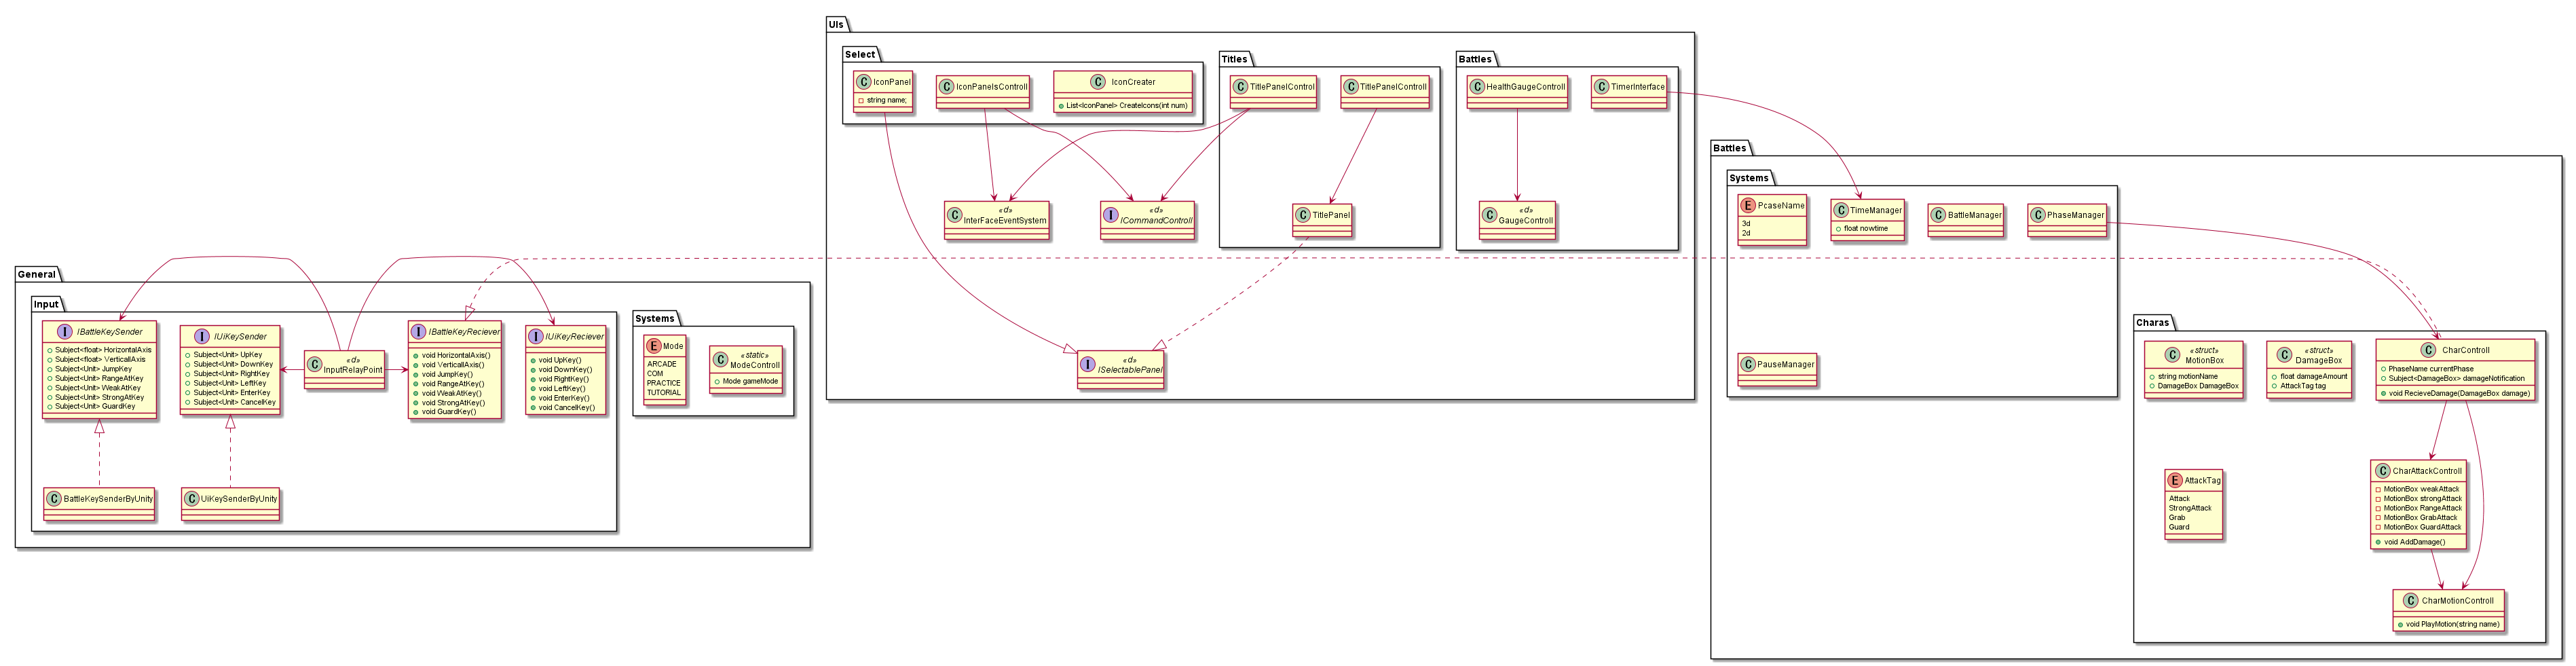 UIs
Select
C IconPanel
string name;
C IconPanelsControll
C IconCreater
List<IconPanel> CreateIcons(int num)
Titles
C TitlePanelControl
C TitlePanelControll
C TitlePanel
Battles
C HealthGaugeControll
C TimerInterface
C «d»
GaugeControll
C «d»
InterFaceEventSystem
I «d»
ICommandControll
I «d»
ISelectablePanel
Battles
Systems
E PcaseName
3d
2d
C TimeManager
float nowtime
C BattleManager
C PhaseManager
C PauseManager
Charas
C «struct»
MotionBox
string motionName
DamageBox DamageBox
C «struct»
DamageBox
float damageAmount
AttackTag tag
C CharControll
PhaseName currentPhase
Subject<DamageBox> damageNotification
void RecieveDamage(DamageBox damage)
E AttackTag
Attack
StrongAttack
Grab
Guard
C CharAttackControll
MotionBox weakAttack
MotionBox strongAttack
MotionBox RangeAttack
MotionBox GrabAttack
MotionBox GuardAttack
void AddDamage()
C CharMotionControll
void PlayMotion(string name)
General
Input
I IBattleKeySender
Subject<float> HorizontalAxis
Subject<float> VerticallAxis
Subject<Unit> JumpKey
Subject<Unit> RangeAtKey
Subject<Unit> WeakAtKey
Subject<Unit> StrongAtKey
Subject<Unit> GuardKey
I IUiKeySender
Subject<Unit> UpKey
Subject<Unit> DownKey
Subject<Unit> RightKey
Subject<Unit> LeftKey
Subject<Unit> EnterKey
Subject<Unit> CancelKey
C «d»
InputRelayPoint
I IBattleKeyReciever
void HorizontalAxis()
void VerticallAxis()
void JumpKey()
void RangeAtKey()
void WeakAtKey()
void StrongAtKey()
void GuardKey()
I IUiKeyReciever
void UpKey()
void DownKey()
void RightKey()
void LeftKey()
void EnterKey()
void CancelKey()
C BattleKeySenderByUnity
C UiKeySenderByUnity
Systems
E Mode
ARCADE
COM
PRACTICE
TUTORIAL
C «static»
ModeControll
Mode gameMode